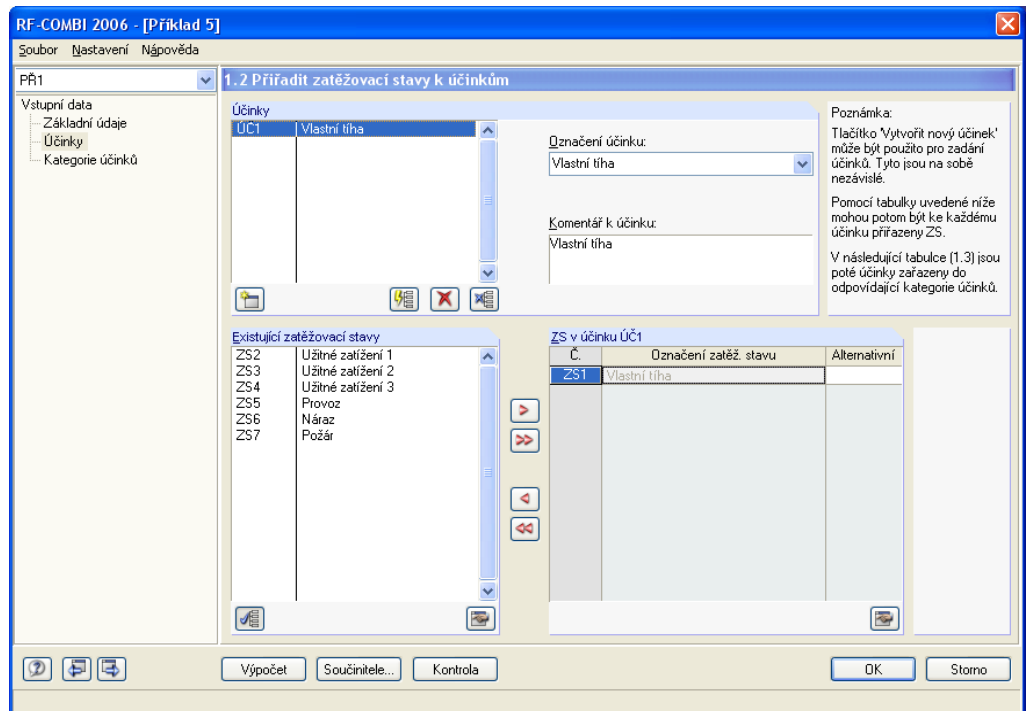 RF-COMBI 2006 - [Příklad 5]
Soubor Nastavení Nápověda
PŘ1
1.2 Přiřadit zatěžovací stavy k účinkům
Vstupní data
Základní údaje
Účinky
Kategorie účinků
Účinky
ÚČ1 Vlastní tíha
Označení účinku:
Vlastní tíha
Komentář k účinku:
Vlastní tíha
Poznámka:
Tlačítko 'Vytvořit nový účinek'
může být použito pro zadání
účinků. Tyto jsou na sobě
nezávislé.
Pomocí tabulky uvedené níže
mohou potom být ke každému
účinku přiřazeny ZS.
V následující tabulce (1.3) jsou
poté účinky zařazeny do
odpovídající kategorie účinků.
Existující zatěžovací stavy
ZS2 Užitné zatížení 1
ZS3 Užitné zatížení 2
ZS4 Užitné zatížení 3
ZS5 Provoz
ZS6 Náraz
ZS7 Požár
ZS v účinku ÚČ1
Č. Označení zatěž. stavu Alternativní
ZS1 Vlastní tíha
Výpočet Součinitele... Kontrola OK Storno